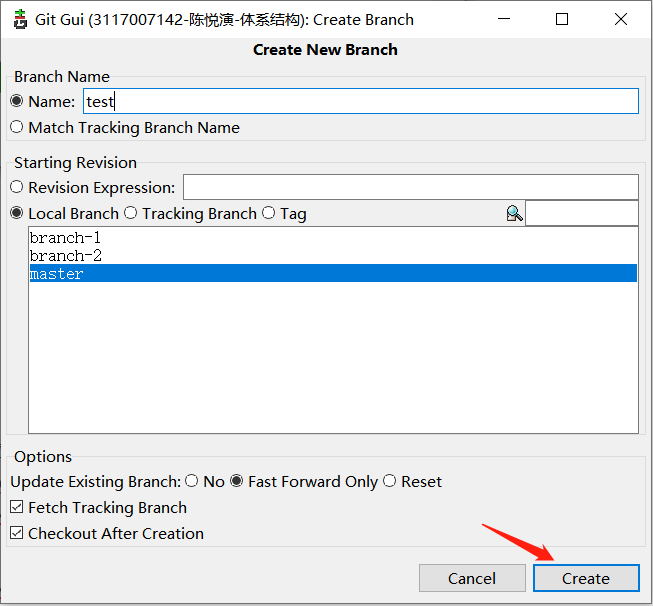 Git Gui (3117007142-陈悦演-体系结构): Create Branch
Create New Branch
Branch Name
Name: test
Match Tracking Branch Name
Starting Revision
Revision Expression:
Local Branch Tracking Branch Tag
branch-1
branch-2
master
Options
Update Existing Branch: No Fast Forward Only Reset
Fetch Tracking Branch
Checkout After Creation
Cancel Create